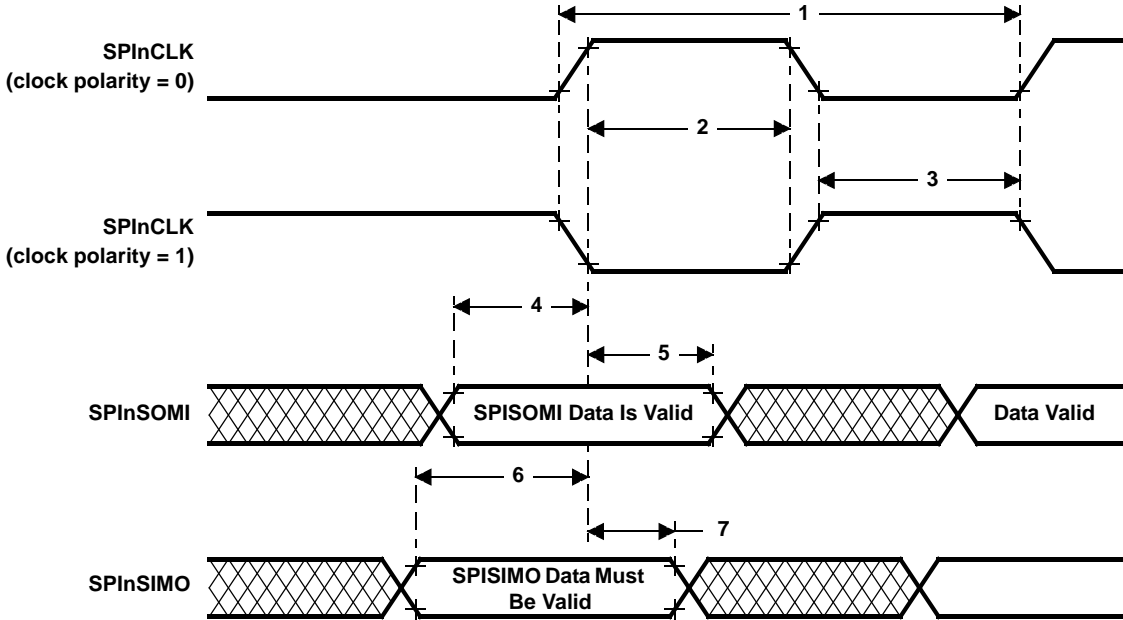 1
SPInCLK
(clock polarity = 0)
2
3
SPInCLK
(clock polarity = 1)
4
5
SPInSOMI
SPISOMI Data Is Valid
Data Valid
6
7
SPInSIMO
SPISIMO Data Must
Be Valid